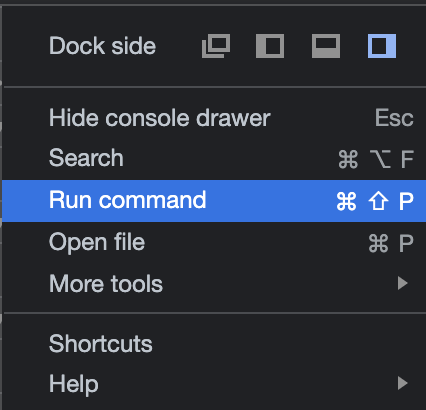 Dock side
Hide console drawer Esc
Search ⌘ ⌥ F
Run command ⌘ ⇧ P
Open file ⌘ P
More tools
Shortcuts
Help